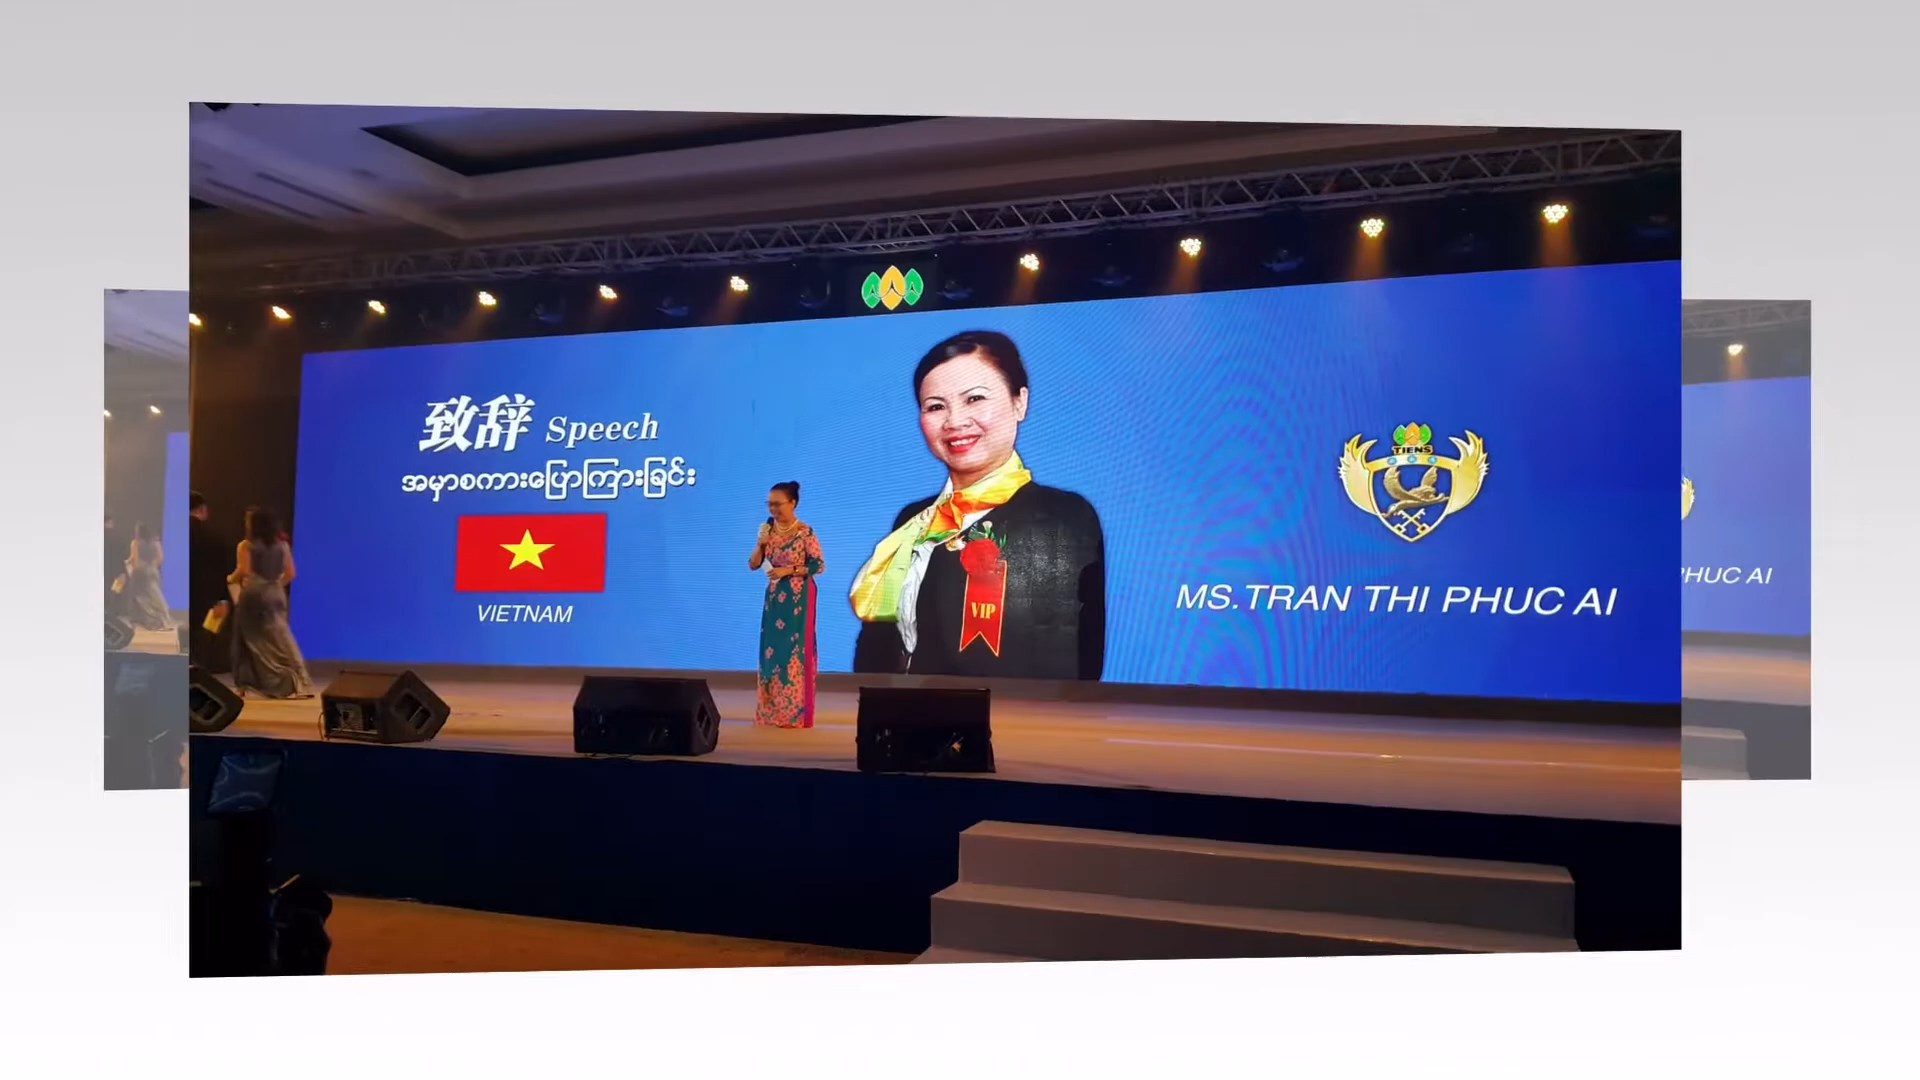 致辞 Speech
အမှာစကားပြောကြားခြင်း
VIETNAM
VIP
TIENS
MS.TRAN THI PHUC AI
PHUC AI